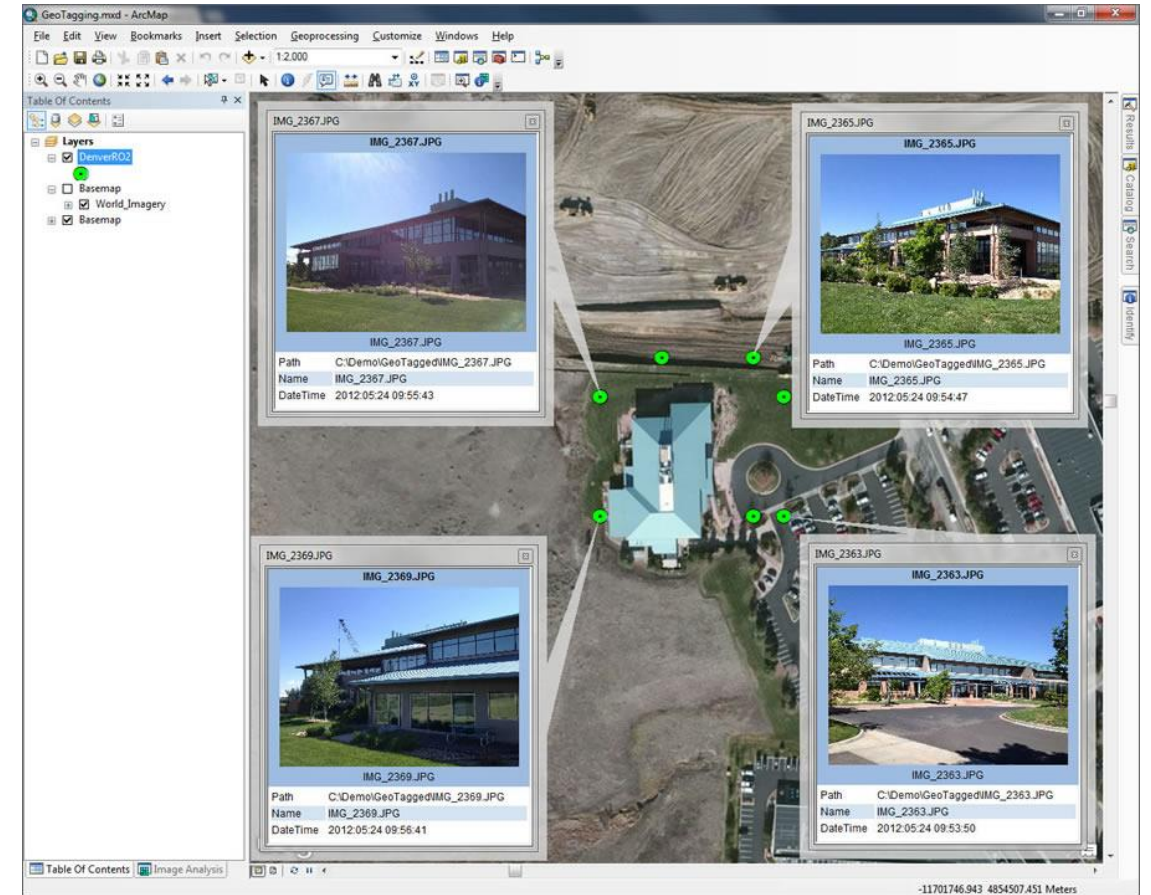 GeoTagging.mxd - ArcMap
File Edit View Bookmarks Insert Selection Geoprocessing Customize Windows Help
1:2,000
Table Of Contents
Layers
DenverRO2
Basemap
World_Imagery
Basemap
IMG_2367.JPG
IMG_2367.JPG
IMG_2367.JPG
Path C:\Demo\GeoTagged\IMG_2367.JPG
Name IMG_2367.JPG
DateTime 2012:05:24 09:55:43
IMG_2365.JPG
IMG_2365.JPG
IMG_2365.JPG
Path C:\Demo\GeoTagged\IMG_2365.JPG
Name IMG_2365.JPG
DateTime 2012:05:24 09:54:47
IMG_2369.JPG
IMG_2369.JPG
IMG_2369.JPG
Path C:\Demo\GeoTagged\IMG_2369.JPG
Name IMG_2369.JPG
DateTime 2012:05:24 09:56:41
IMG_2363.JPG
IMG_2363.JPG
IMG_2363.JPG
Path C:\Demo\GeoTagged\IMG_2363.JPG
Name IMG_2363.JPG
DateTime 2012:05:24 09:53:50
Results
Catalog
Search
Identify
Table Of Contents Image Analysis
-11701746.943 4854507.451 Meters